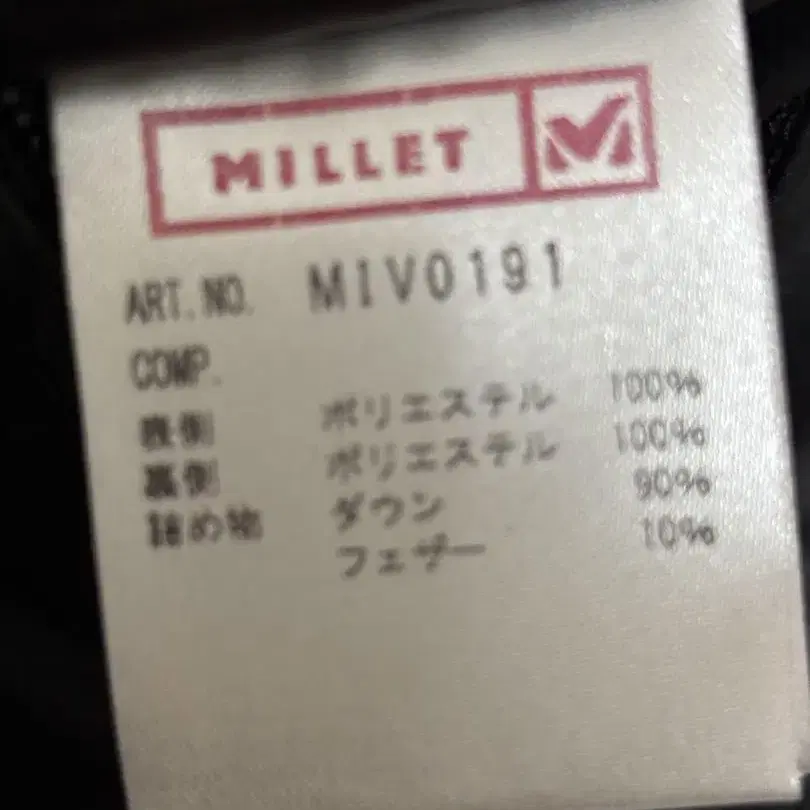 MILLET
ART.NO. MIV0191
COMP.
表側 ポリエステル 100%
裏側 ポリエステル 100%
詰め物 ダウン 90%
フェザー 10%